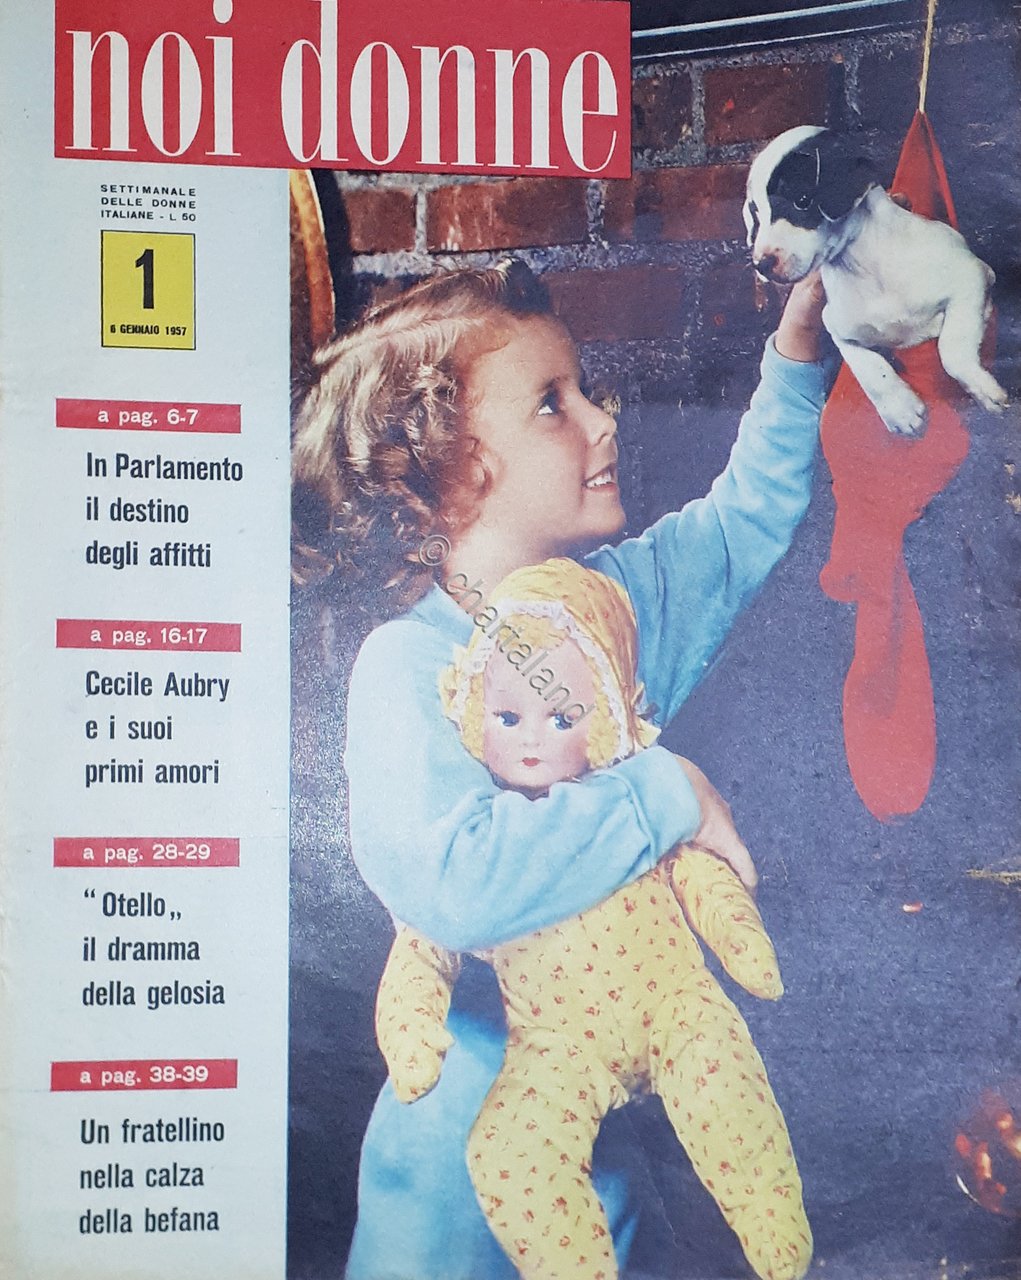 noi donne
SETTIMANALE
DELLE DONNE
ITALIANE - L. 50
1
6 GENNAIO 1957
a pag. 6-7
In Parlamento
il destino
degli affitti
a pag. 16-17
Cecile Aubry
e i suoi
primi amori
a pag. 28-29
“Otello„
il dramma
della gelosia
a pag. 38-39
Un fratellino
nella calza
della befana
© chartaland